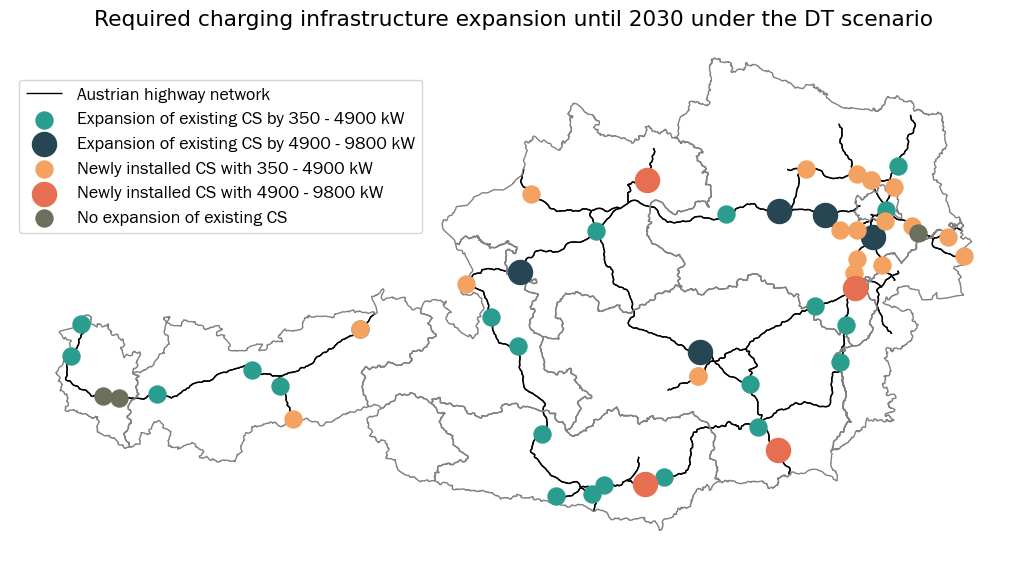 Required charging infrastructure expansion until 2030 under the DT scenario
Austrian highway network
Expansion of existing CS by 350 - 4900 kW
Expansion of existing CS by 4900 - 9800 kW
Newly installed CS with 350 - 4900 kW
Newly installed CS with 4900 - 9800 kW
No expansion of existing CS